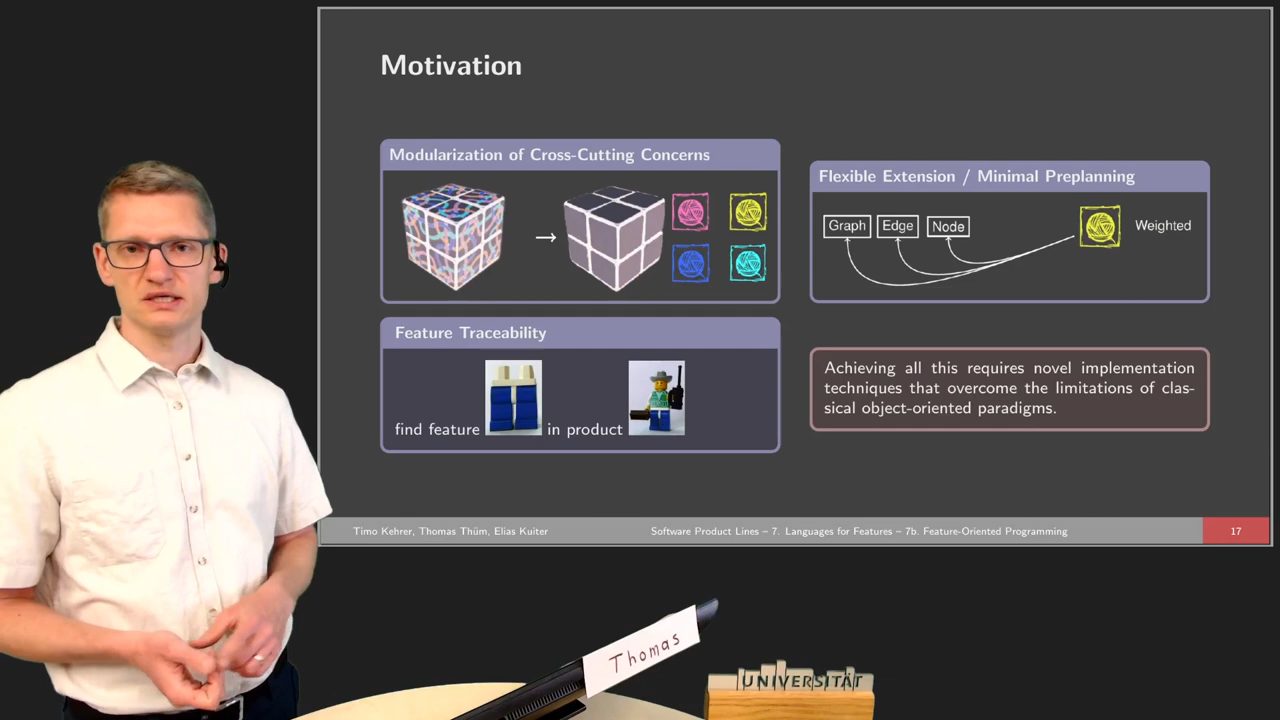 Motivation
Modularization of Cross-Cutting Concerns
Flexible Extension / Minimal Preplanning
Graph Edge Node
Weighted
Feature Traceability
find feature in product
Achieving all this requires novel implementation
techniques that overcome the limitations of clas-
sical object-oriented paradigms.
Timo Kehrer, Thomas Thüm, Elias Kuiter
Software Product Lines – 7. Languages for Features – 7b. Feature-Oriented Programming
17
Thomas
UNIVERSITÄT